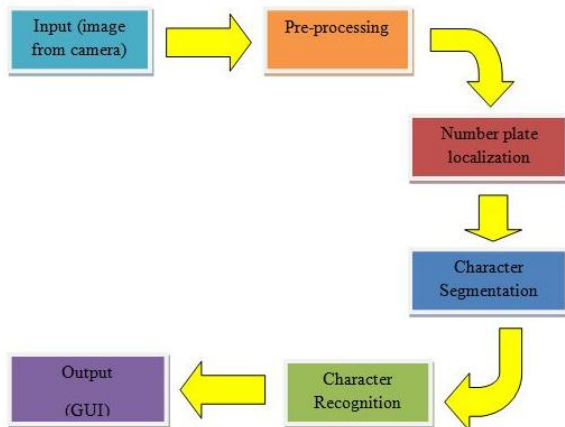 Input (image
from camera)
Pre-processing
Number plate
localization
Character
Segmentation
Character
Recognition
Output
(GUI)